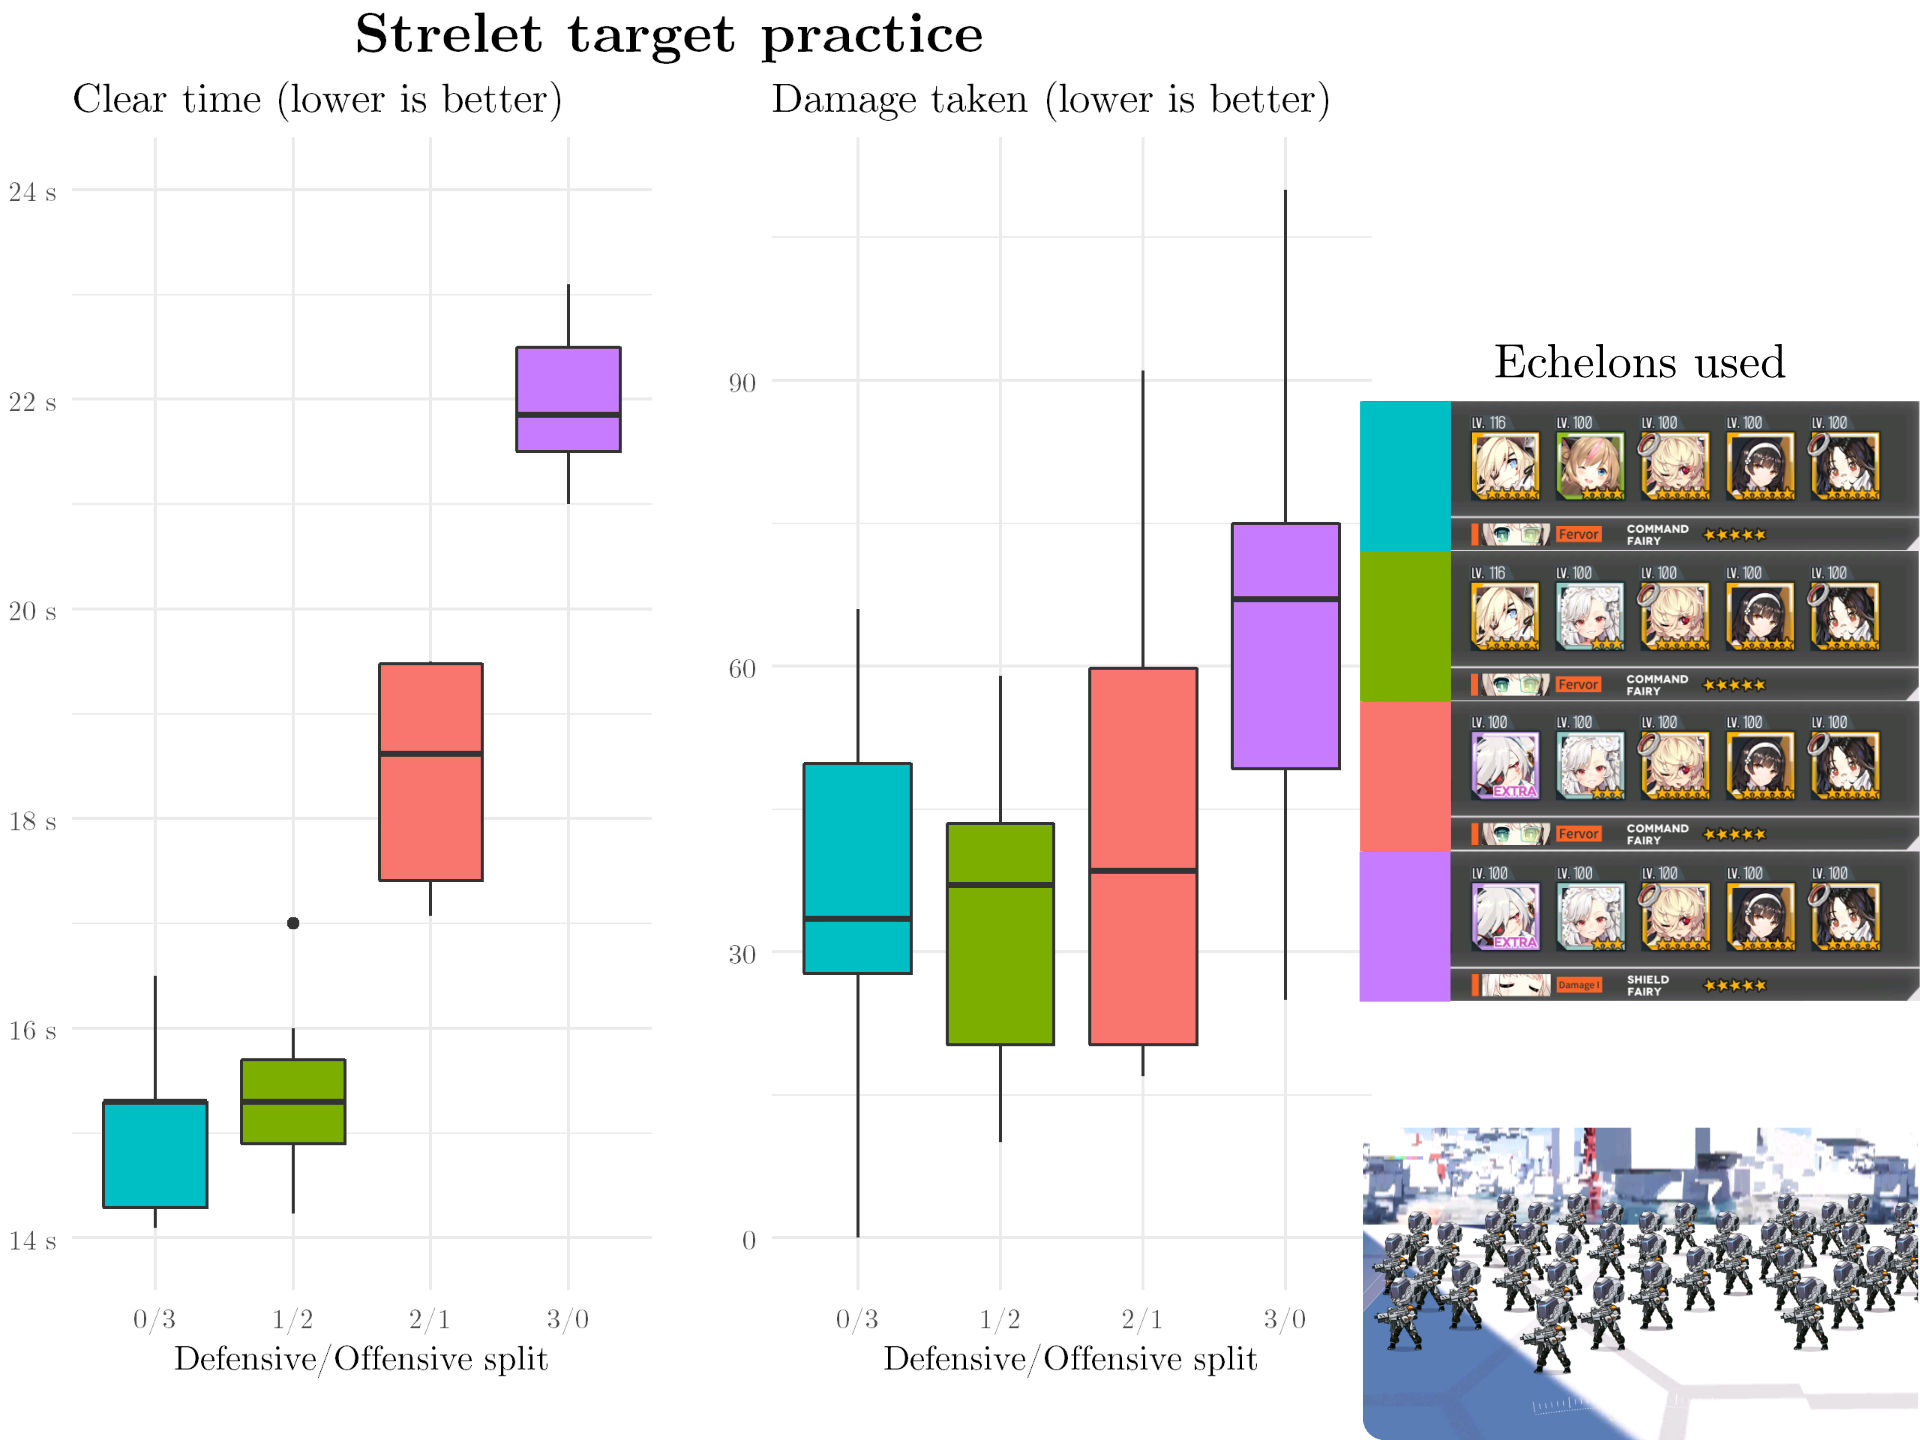 Strelet target practice
Clear time (lower is better)
24 s
22 s
20 s
18 s
16 s
14 s
0/3 1/2 2/1 3/0
Defensive/Offensive split
Damage taken (lower is better)
90
60
30
0
0/3 1/2 2/1 3/0
Defensive/Offensive split
Echelons used
LV. 116 LV. 100 LV. 100 LV. 100 LV. 100
Fervor COMMAND
FAIRY
LV. 116 LV. 100 LV. 100 LV. 100 LV. 100
Fervor COMMAND
FAIRY
LV. 100 LV. 100 LV. 100 LV. 100 LV. 100
EXTRA
Fervor COMMAND
FAIRY
LV. 100 LV. 100 LV. 100 LV. 100 LV. 100
EXTRA
Damage I SHIELD
FAIRY